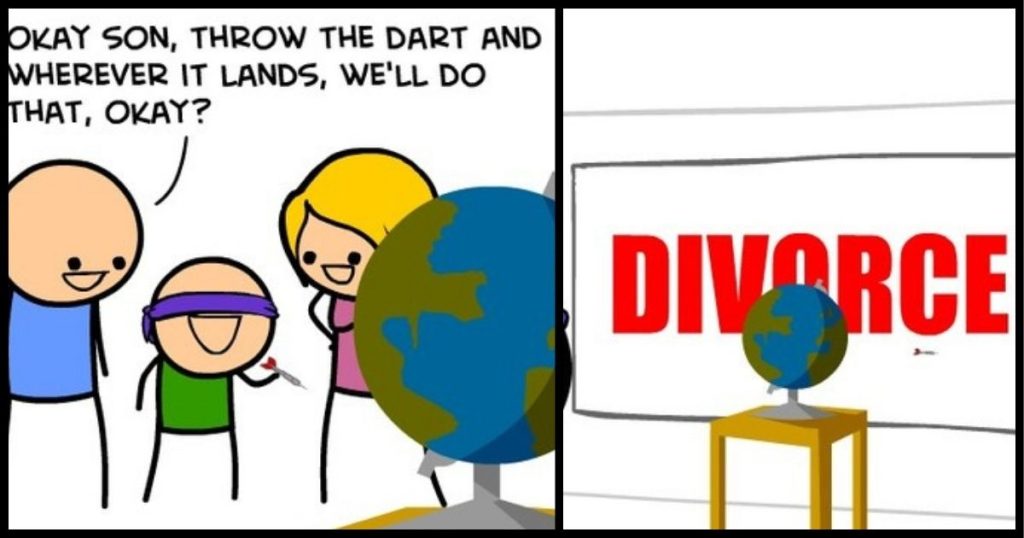 OKAY SON, THROW THE DART AND
WHEREVER IT LANDS, WE'LL DO
THAT, OKAY?
DIVORCE